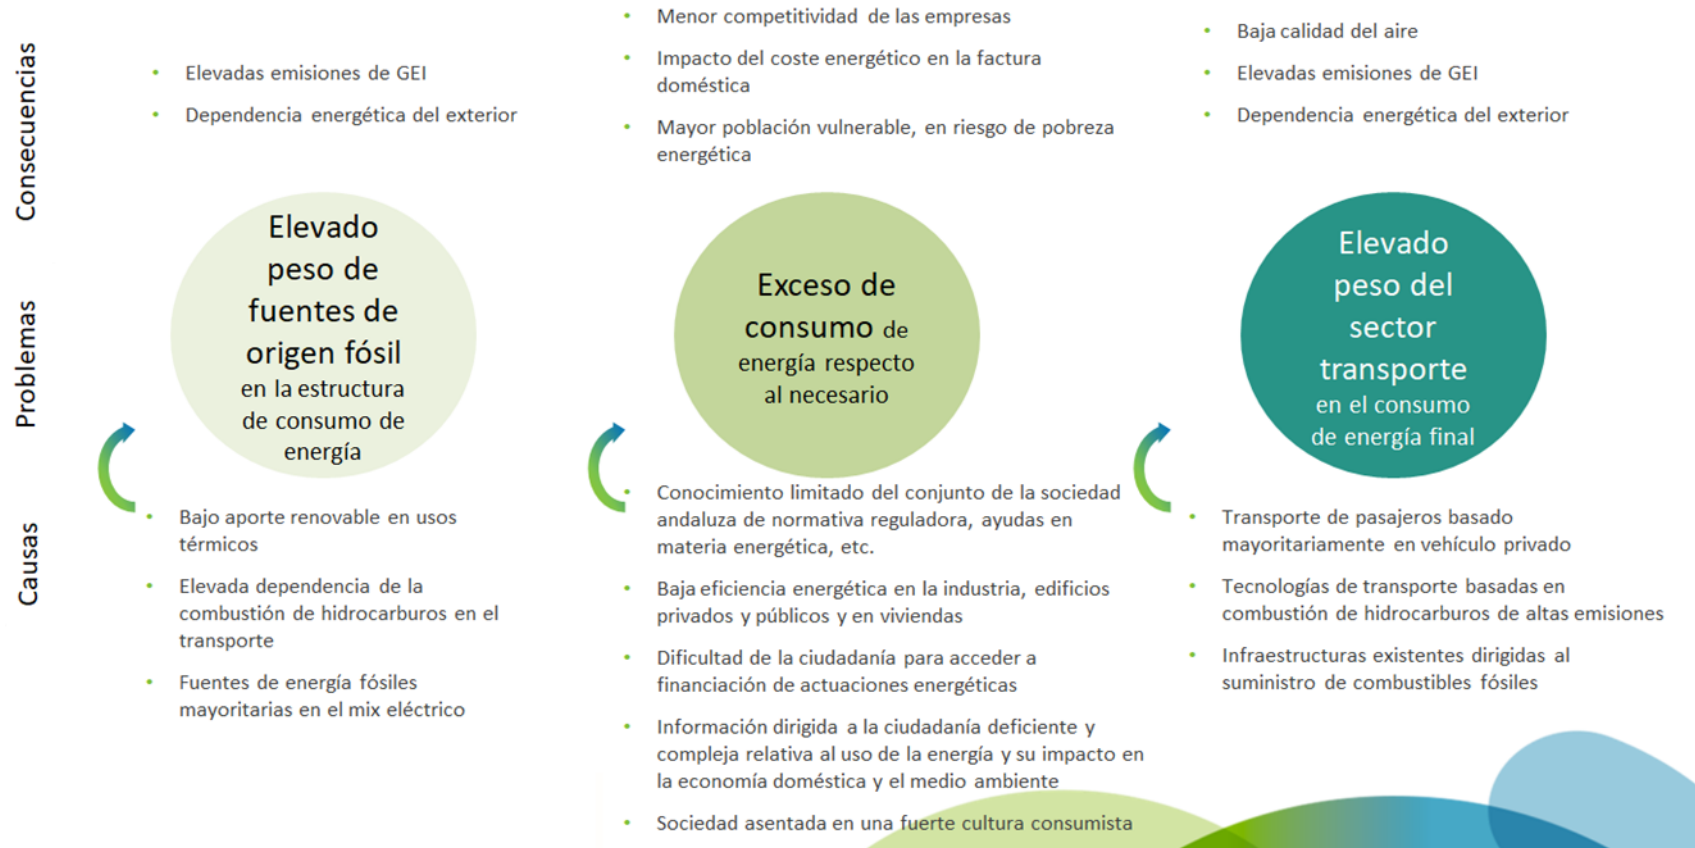 Consecuencias
• Elevadas emisiones de GEI
• Dependencia energética del exterior
• Menor competitividad de las empresas
• Impacto del coste energético en la factura
doméstica
• Mayor población vulnerable, en riesgo de pobreza
energética
• Baja calidad del aire
• Elevadas emisiones de GEI
• Dependencia energética del exterior
Problemas
Elevado
peso de
fuentes de
origen fósil
en la estructura
de consumo de
energía
Exceso de
consumo de
energía respecto
al necesario
Elevado
peso del
sector
transporte
en el consumo
de energía final
Causas
• Bajo aporte renovable en usos
térmicos
• Elevada dependencia de la
combustión de hidrocarburos en el
transporte
• Fuentes de energía fósiles
mayoritarias en el mix eléctrico
• Conocimiento limitado del conjunto de la sociedad
andaluza de normativa reguladora, ayudas en
materia energética, etc.
• Baja eficiencia energética en la industria, edificios
privados y públicos y en viviendas
• Dificultad de la ciudadanía para acceder a
financiación de actuaciones energéticas
• Información dirigida a la ciudadanía deficiente y
compleja relativa al uso de la energía y su impacto en
la economía doméstica y el medio ambiente
• Sociedad asentada en una fuerte cultura consumista
• Transporte de pasajeros basado
mayoritariamente en vehículo privado
• Tecnologías de transporte basadas en
combustión de hidrocarburos de altas emisiones
• Infraestructuras existentes dirigidas al
suministro de combustibles fósiles